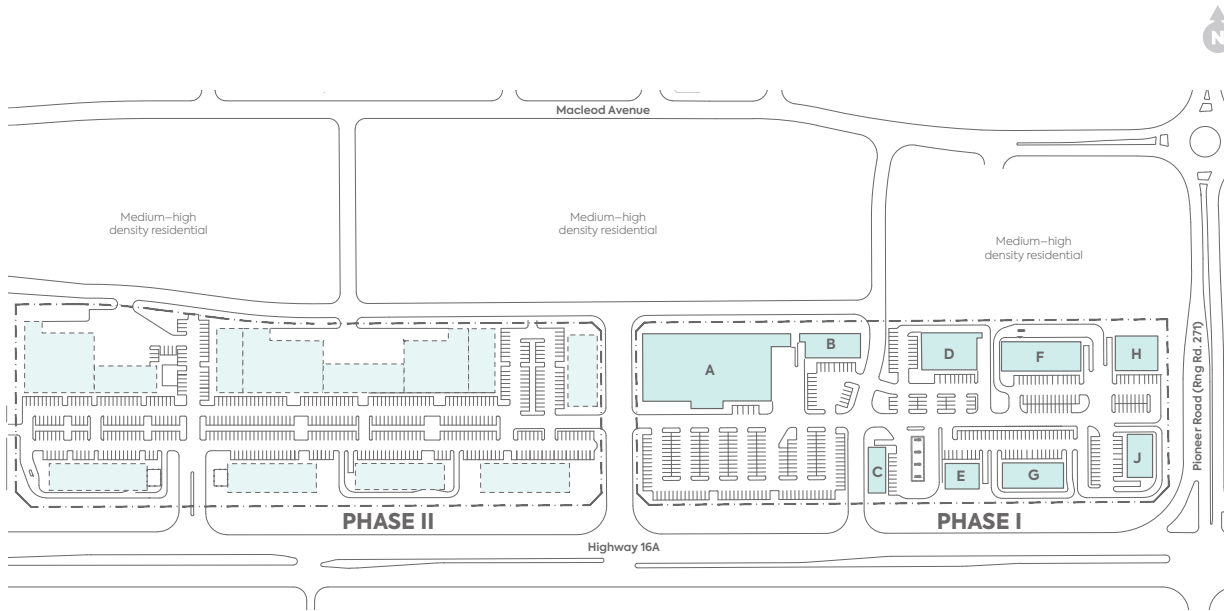 N
Macleod Avenue
Medium–high
density residential
Medium–high
density residential
Medium–high
density residential
Pioneer Road (Rng Rd. 271)
A
B
D
F
H
C
E
G
J
PHASE II
PHASE I
Highway 16A